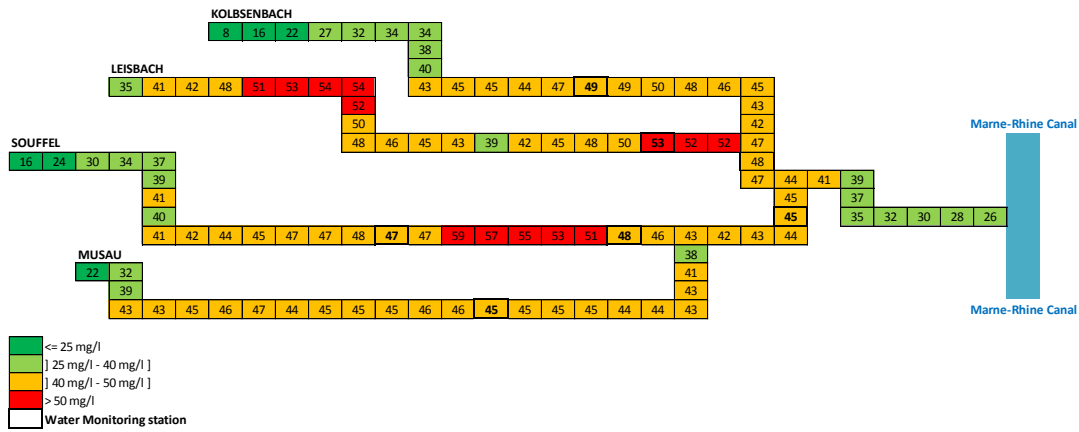 KOLBSENBACH
8 16 22 27 32 34 34
38
LEISBACH
40
35 41 42 48 51 53 54 54
43 45 45 44 47 49 49 50 48 46 45
52
43
50
42
Marne-Rhine Canal
SOUFFEL
48 46 45 43 39 42 45 48 50 53 52 52
47
16 24 30 34 37
48
39
47 44 41 39
41
45
37
40
45
35 32 30 28 26
41 42 44 45 47 47 48 47 47 59 57 55 53 51 48 46 43 42 43 44
MUSAU
38
22 32
41
39
43
43 43 45 46 47 44 45 45 45 46 46 45 45 45 45 44 44 43
Marne-Rhine Canal
<= 25 mg/l
] 25 mg/l - 40 mg/l ]
] 40 mg/l - 50 mg/l ]
> 50 mg/l
Water Monitoring station